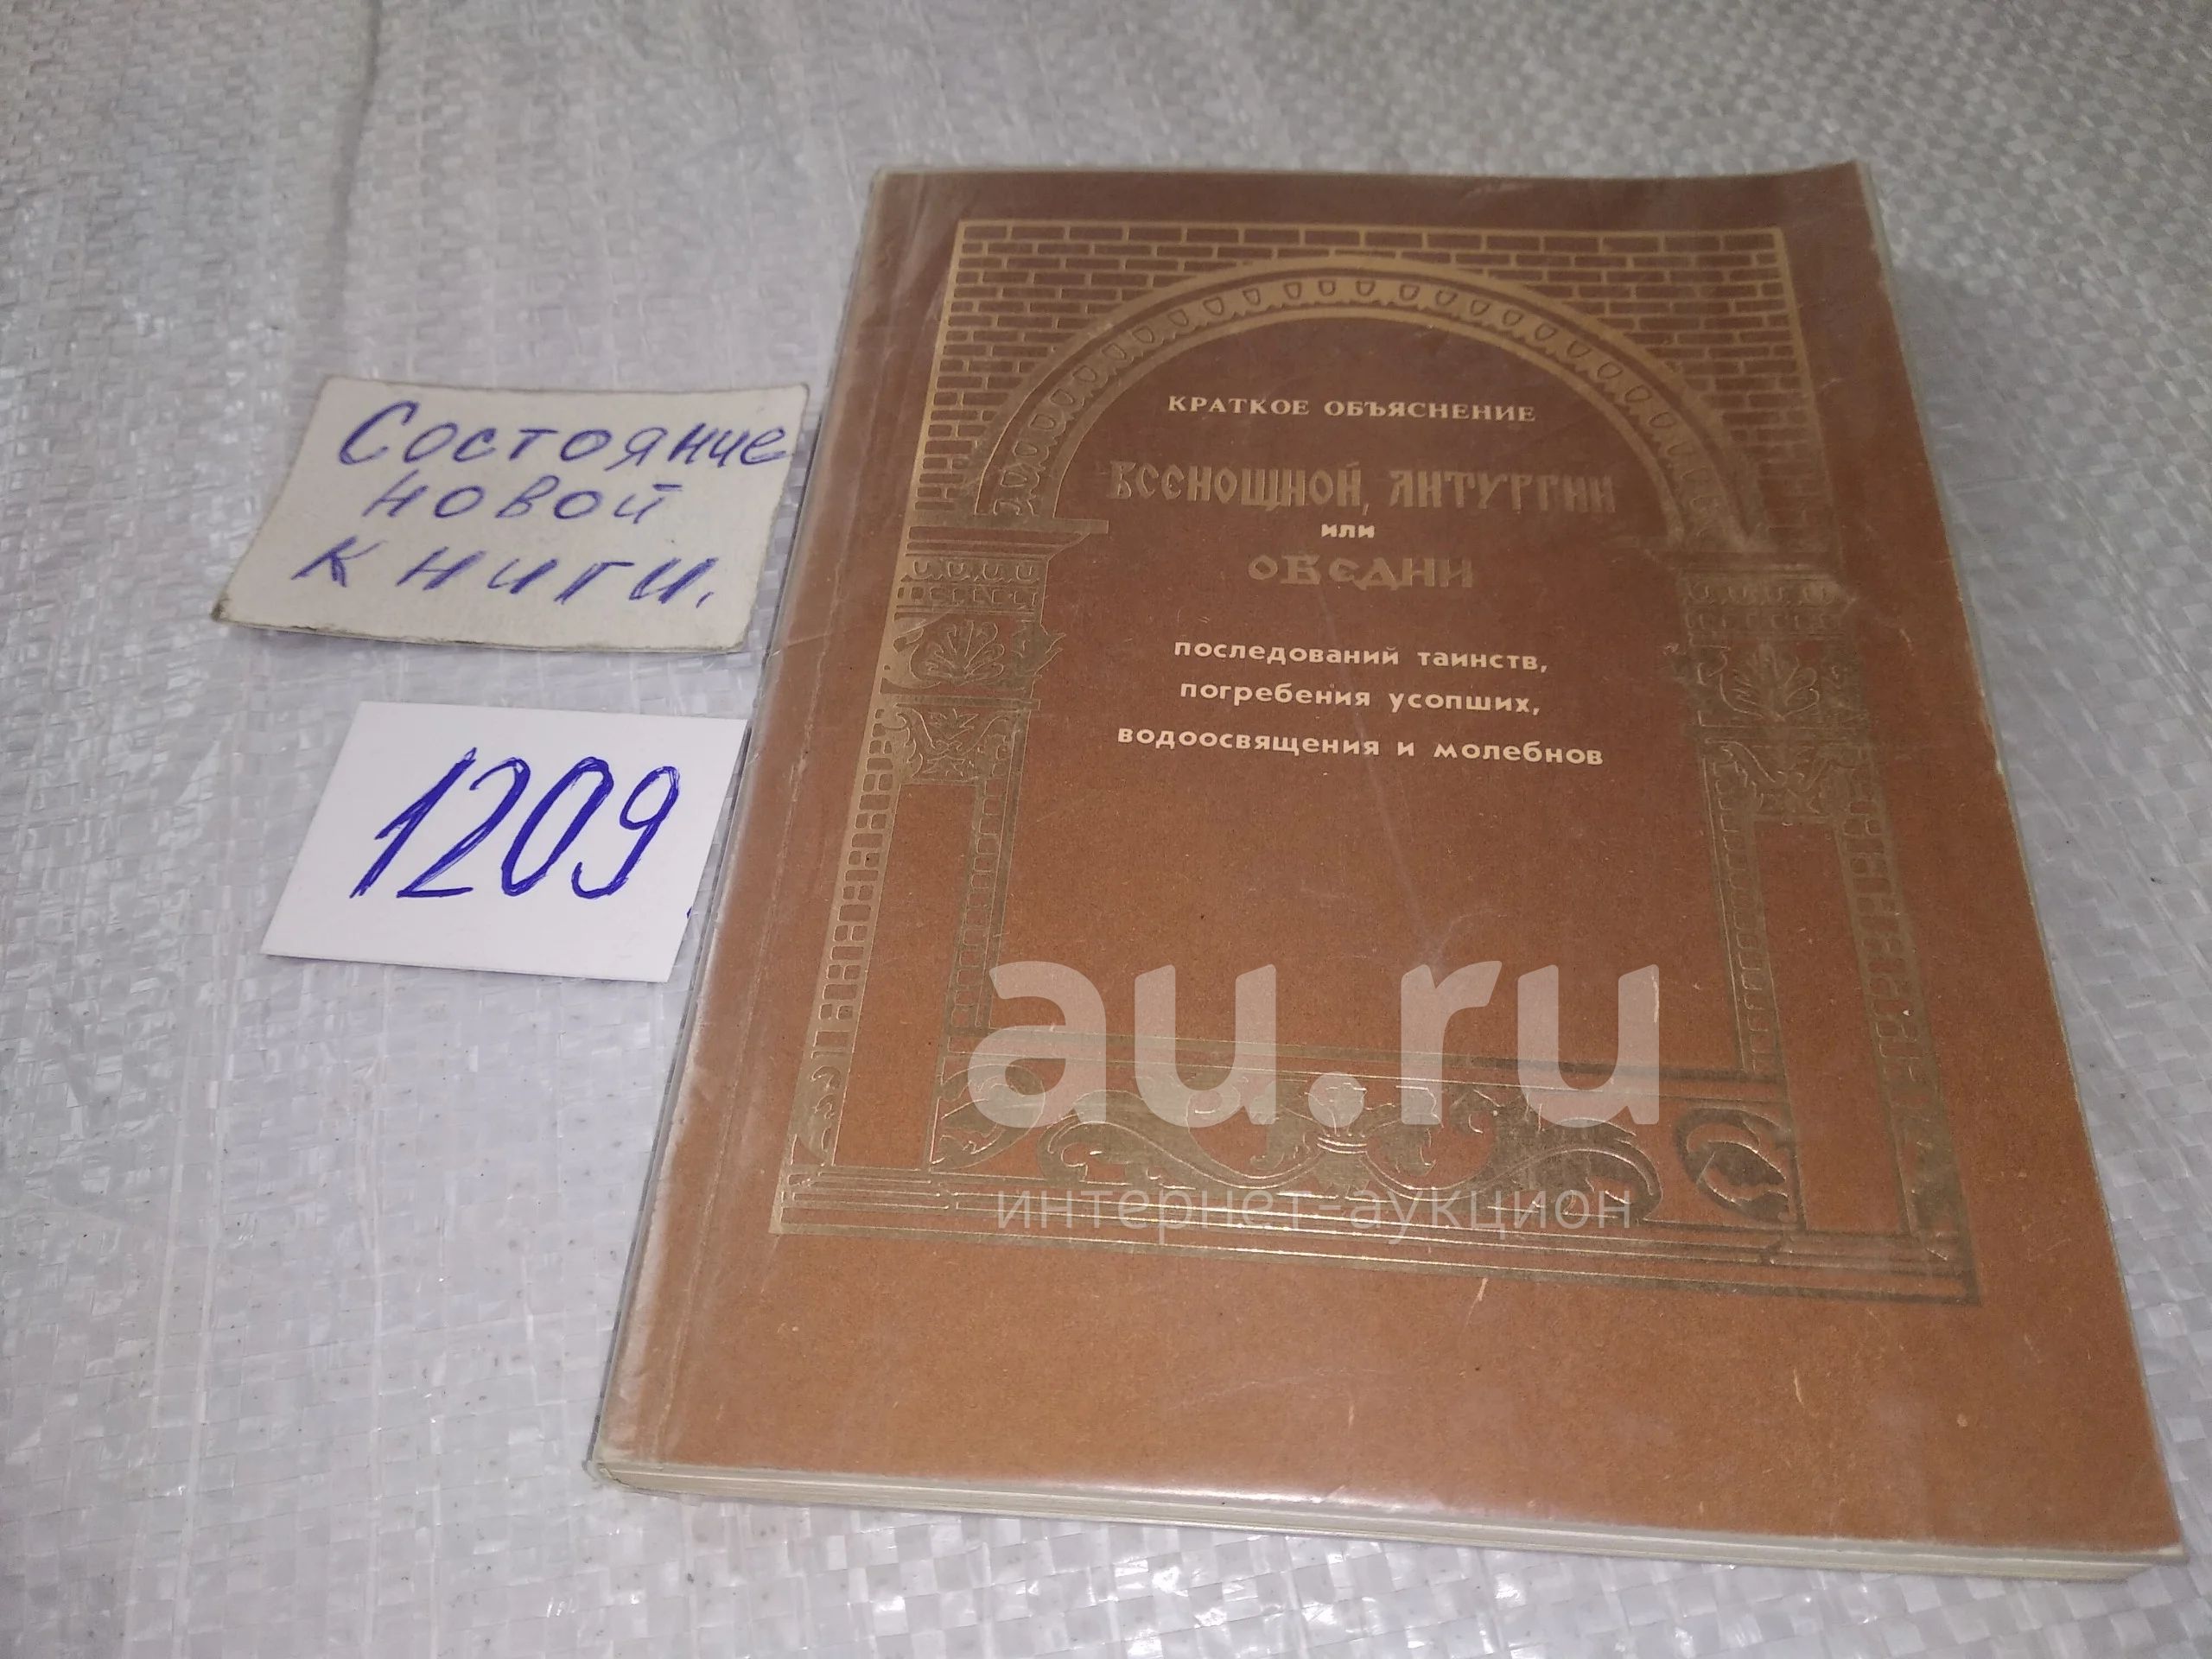 Состояние
новой
книги.
1209
КРАТКОЕ ОБЪЯСНЕНИЕ
ВСЕНОЩНОЙ, ЛИТУРГИИ
или
ОБЕДНИ
последований таинств,
погребения усопших,
водоосвящения и молебнов
au.ru
интернет-аукцион